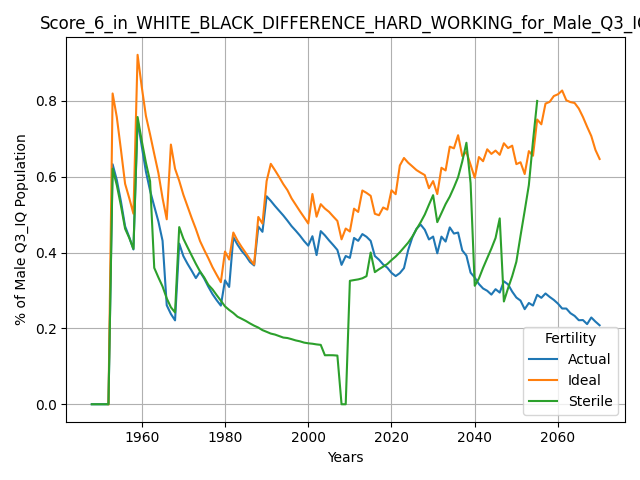 Score_6_in_WHITE_BLACK_DIFFERENCE_HARD_WORKING_for_Male_Q3_IQ
% of Male Q3_IQ Population
0.8
0.6
0.4
0.2
0.0
1960 1980 2000 2020 2040 2060
Years
Fertility
Actual
Ideal
Sterile